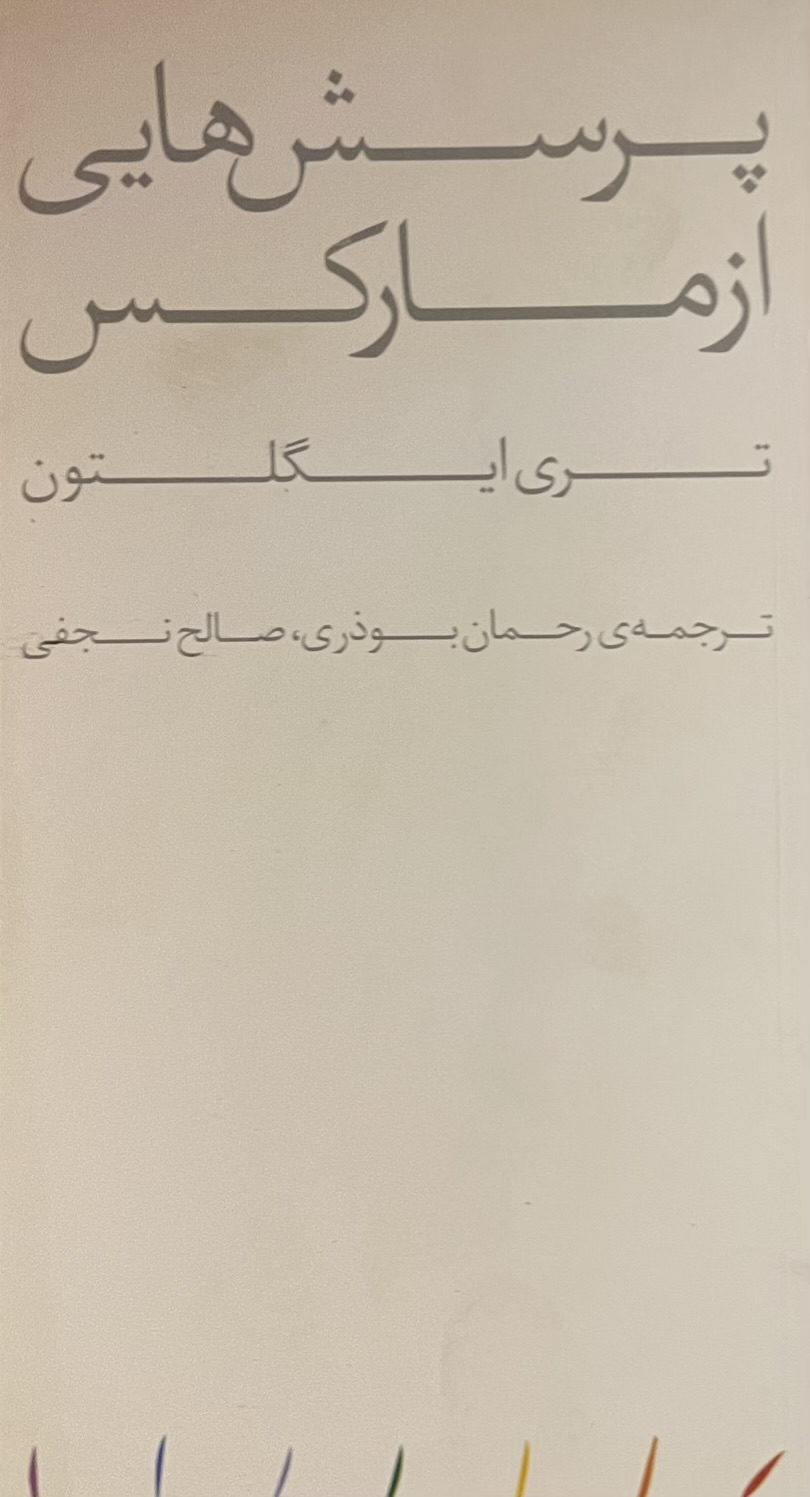 پرسش‌هایی
از مارکس
تری ایگلتون
ترجمه‌ی رحمان بوذری، صالح نجفی